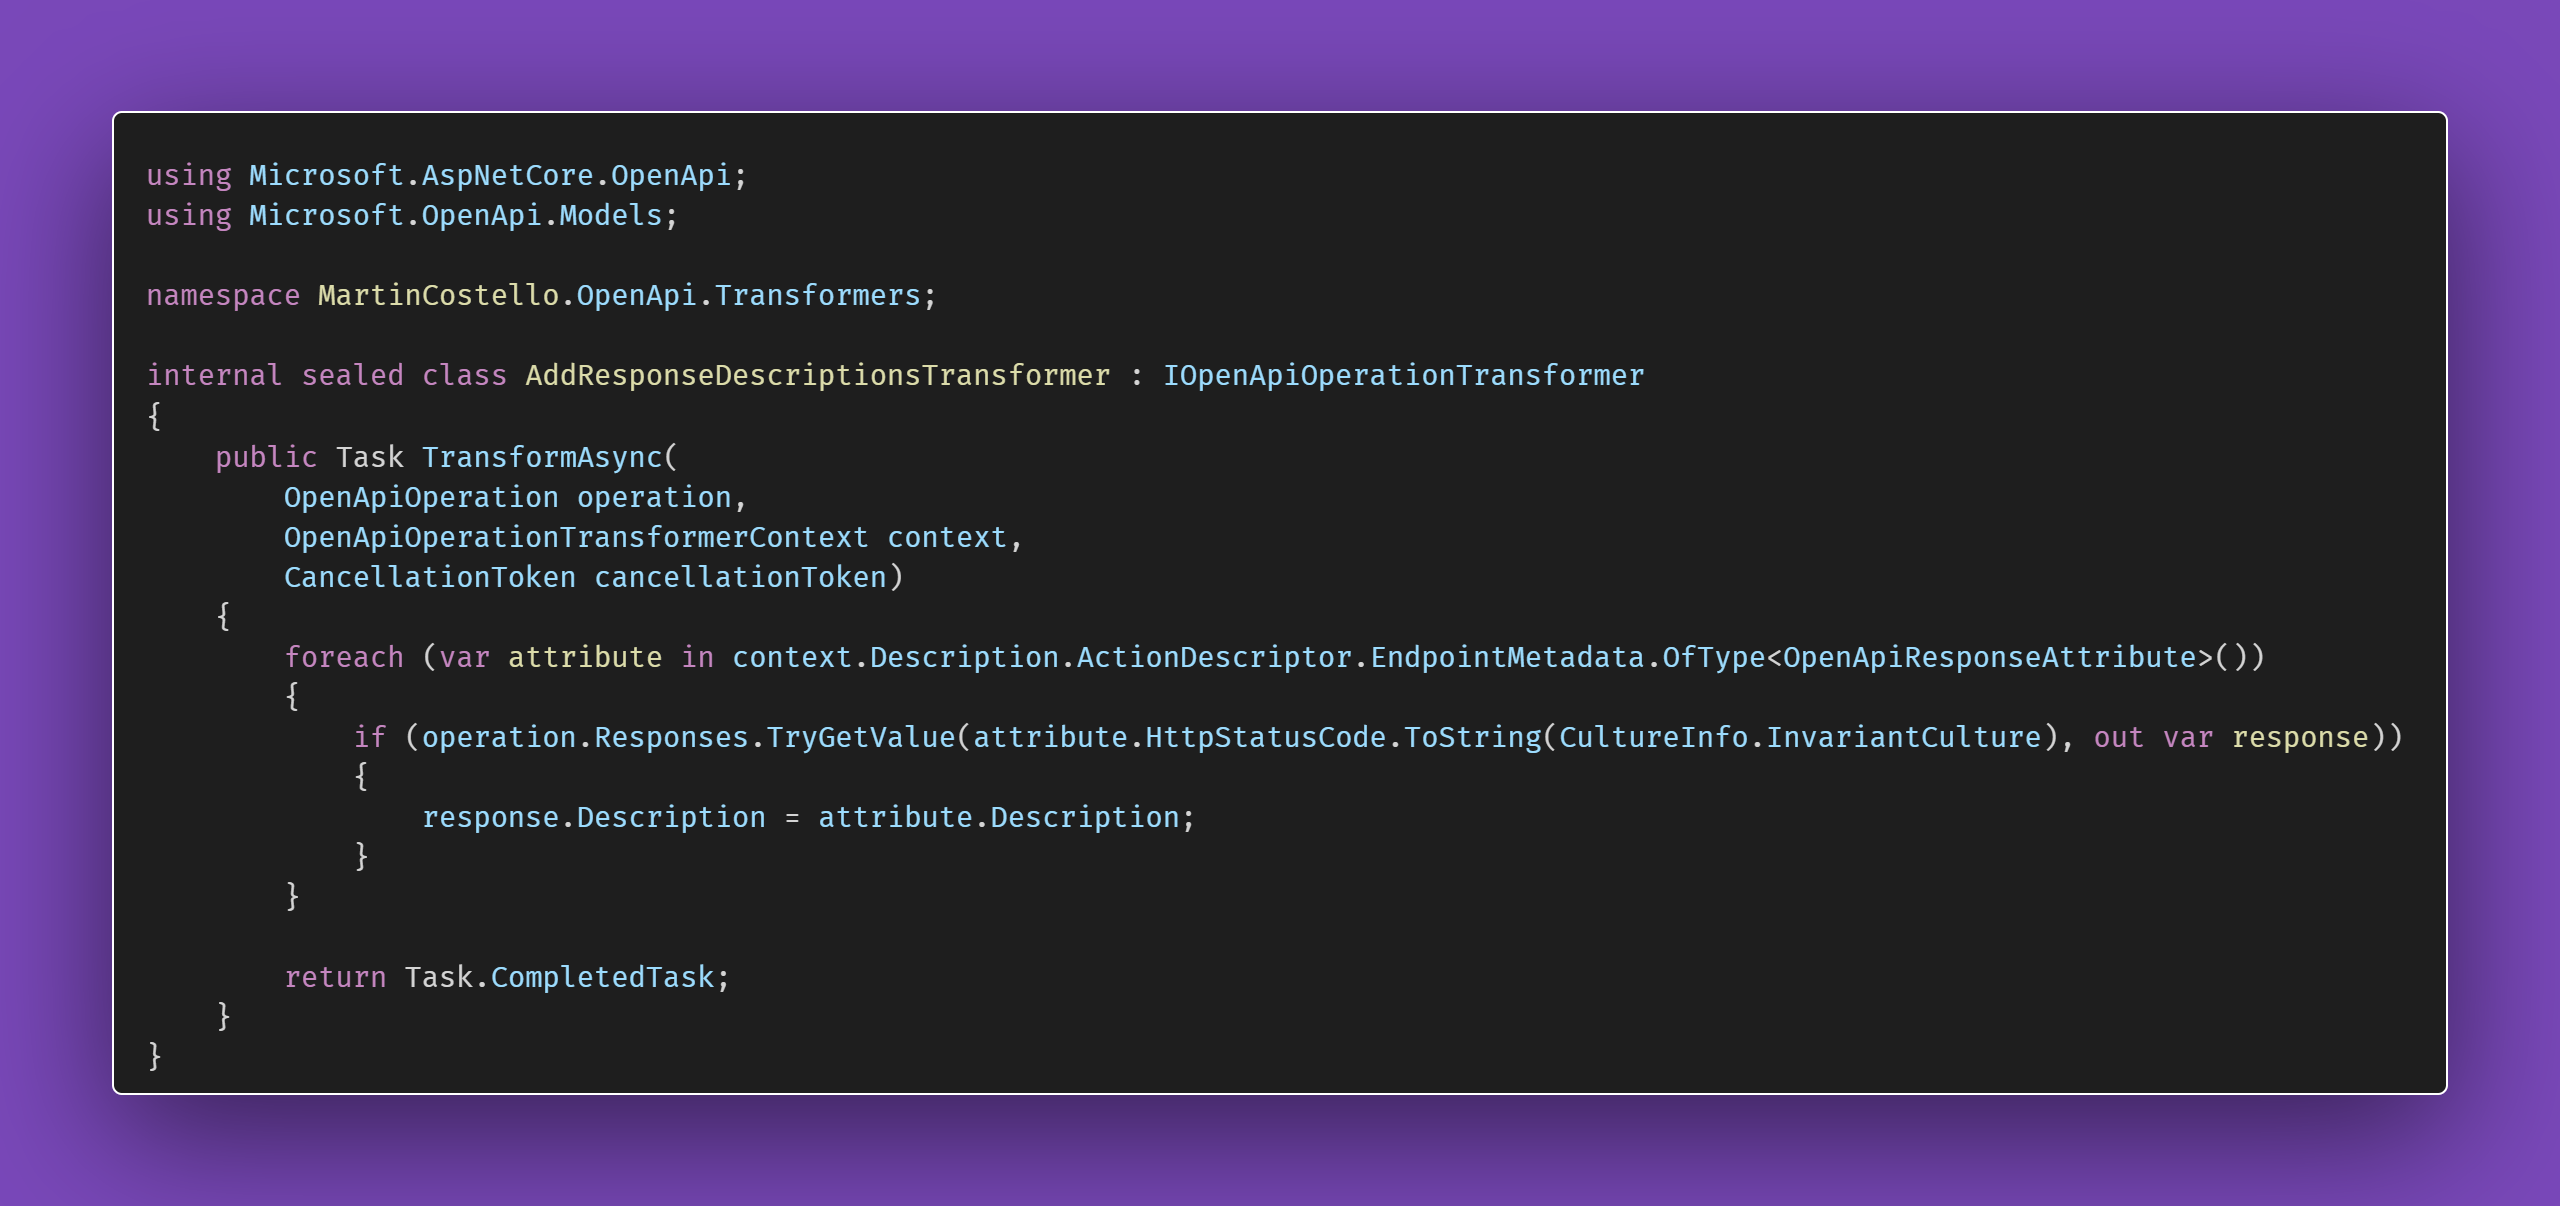 using Microsoft.AspNetCore.OpenApi;
using Microsoft.OpenApi.Models;

namespace MartinCostello.OpenApi.Transformers;

internal sealed class AddResponseDescriptionsTransformer : IOpenApiOperationTransformer
{
    public Task TransformAsync(
        OpenApiOperation operation,
        OpenApiOperationTransformerContext context,
        CancellationToken cancellationToken)
    {
        foreach (var attribute in context.Description.ActionDescriptor.EndpointMetadata.OfType<OpenApiResponseAttribute>())
        {
            if (operation.Responses.TryGetValue(attribute.HttpStatusCode.ToString(CultureInfo.InvariantCulture), out var response))
            {
                response.Description = attribute.Description;
            }
        }

        return Task.CompletedTask;
    }
}